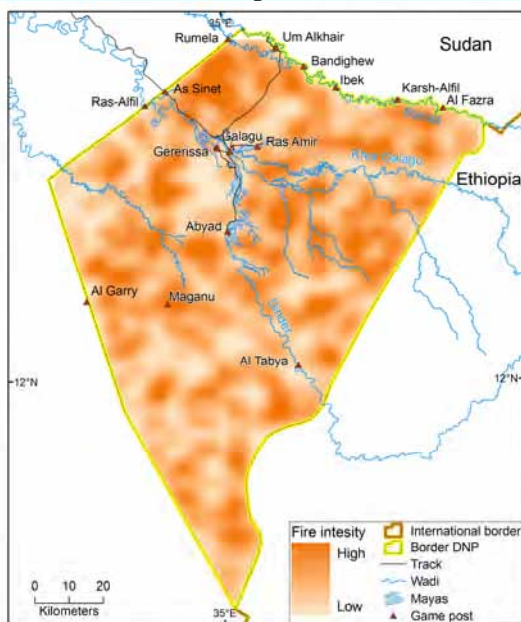 35°E
Rumela
Um Alkhair
Sudan
Bandighew
Ibek
As Sinet
Karsh-Alfil
Ras-Alfil
Al Fazra
Galagu
Ras Amir
Gererissa
Galagu
Ethiopia
Abyad
Al Garry
Maganu
Dinder
Al Tabya
12°N
12°N
Fire intesity
High
Low
International border
Border DNP
Track
Wadi
Mayas
Game post
0 10 20
Kilometers
35°E